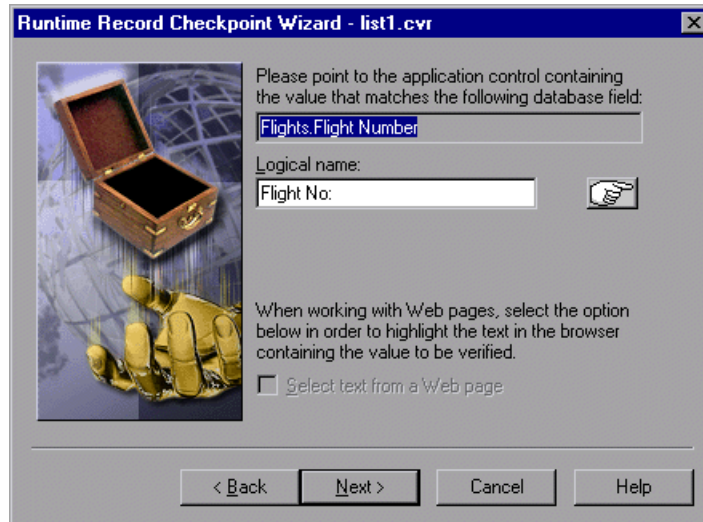 Runtime Record Checkpoint Wizard - list1.cvr
Please point to the application control containing
the value that matches the following database field:
Flights.Flight Number
Logical name:
Flight No:
When working with Web pages, select the option
below in order to highlight the text in the browser
containing the value to be verified.
Select text from a Web page
< Back Next > Cancel Help